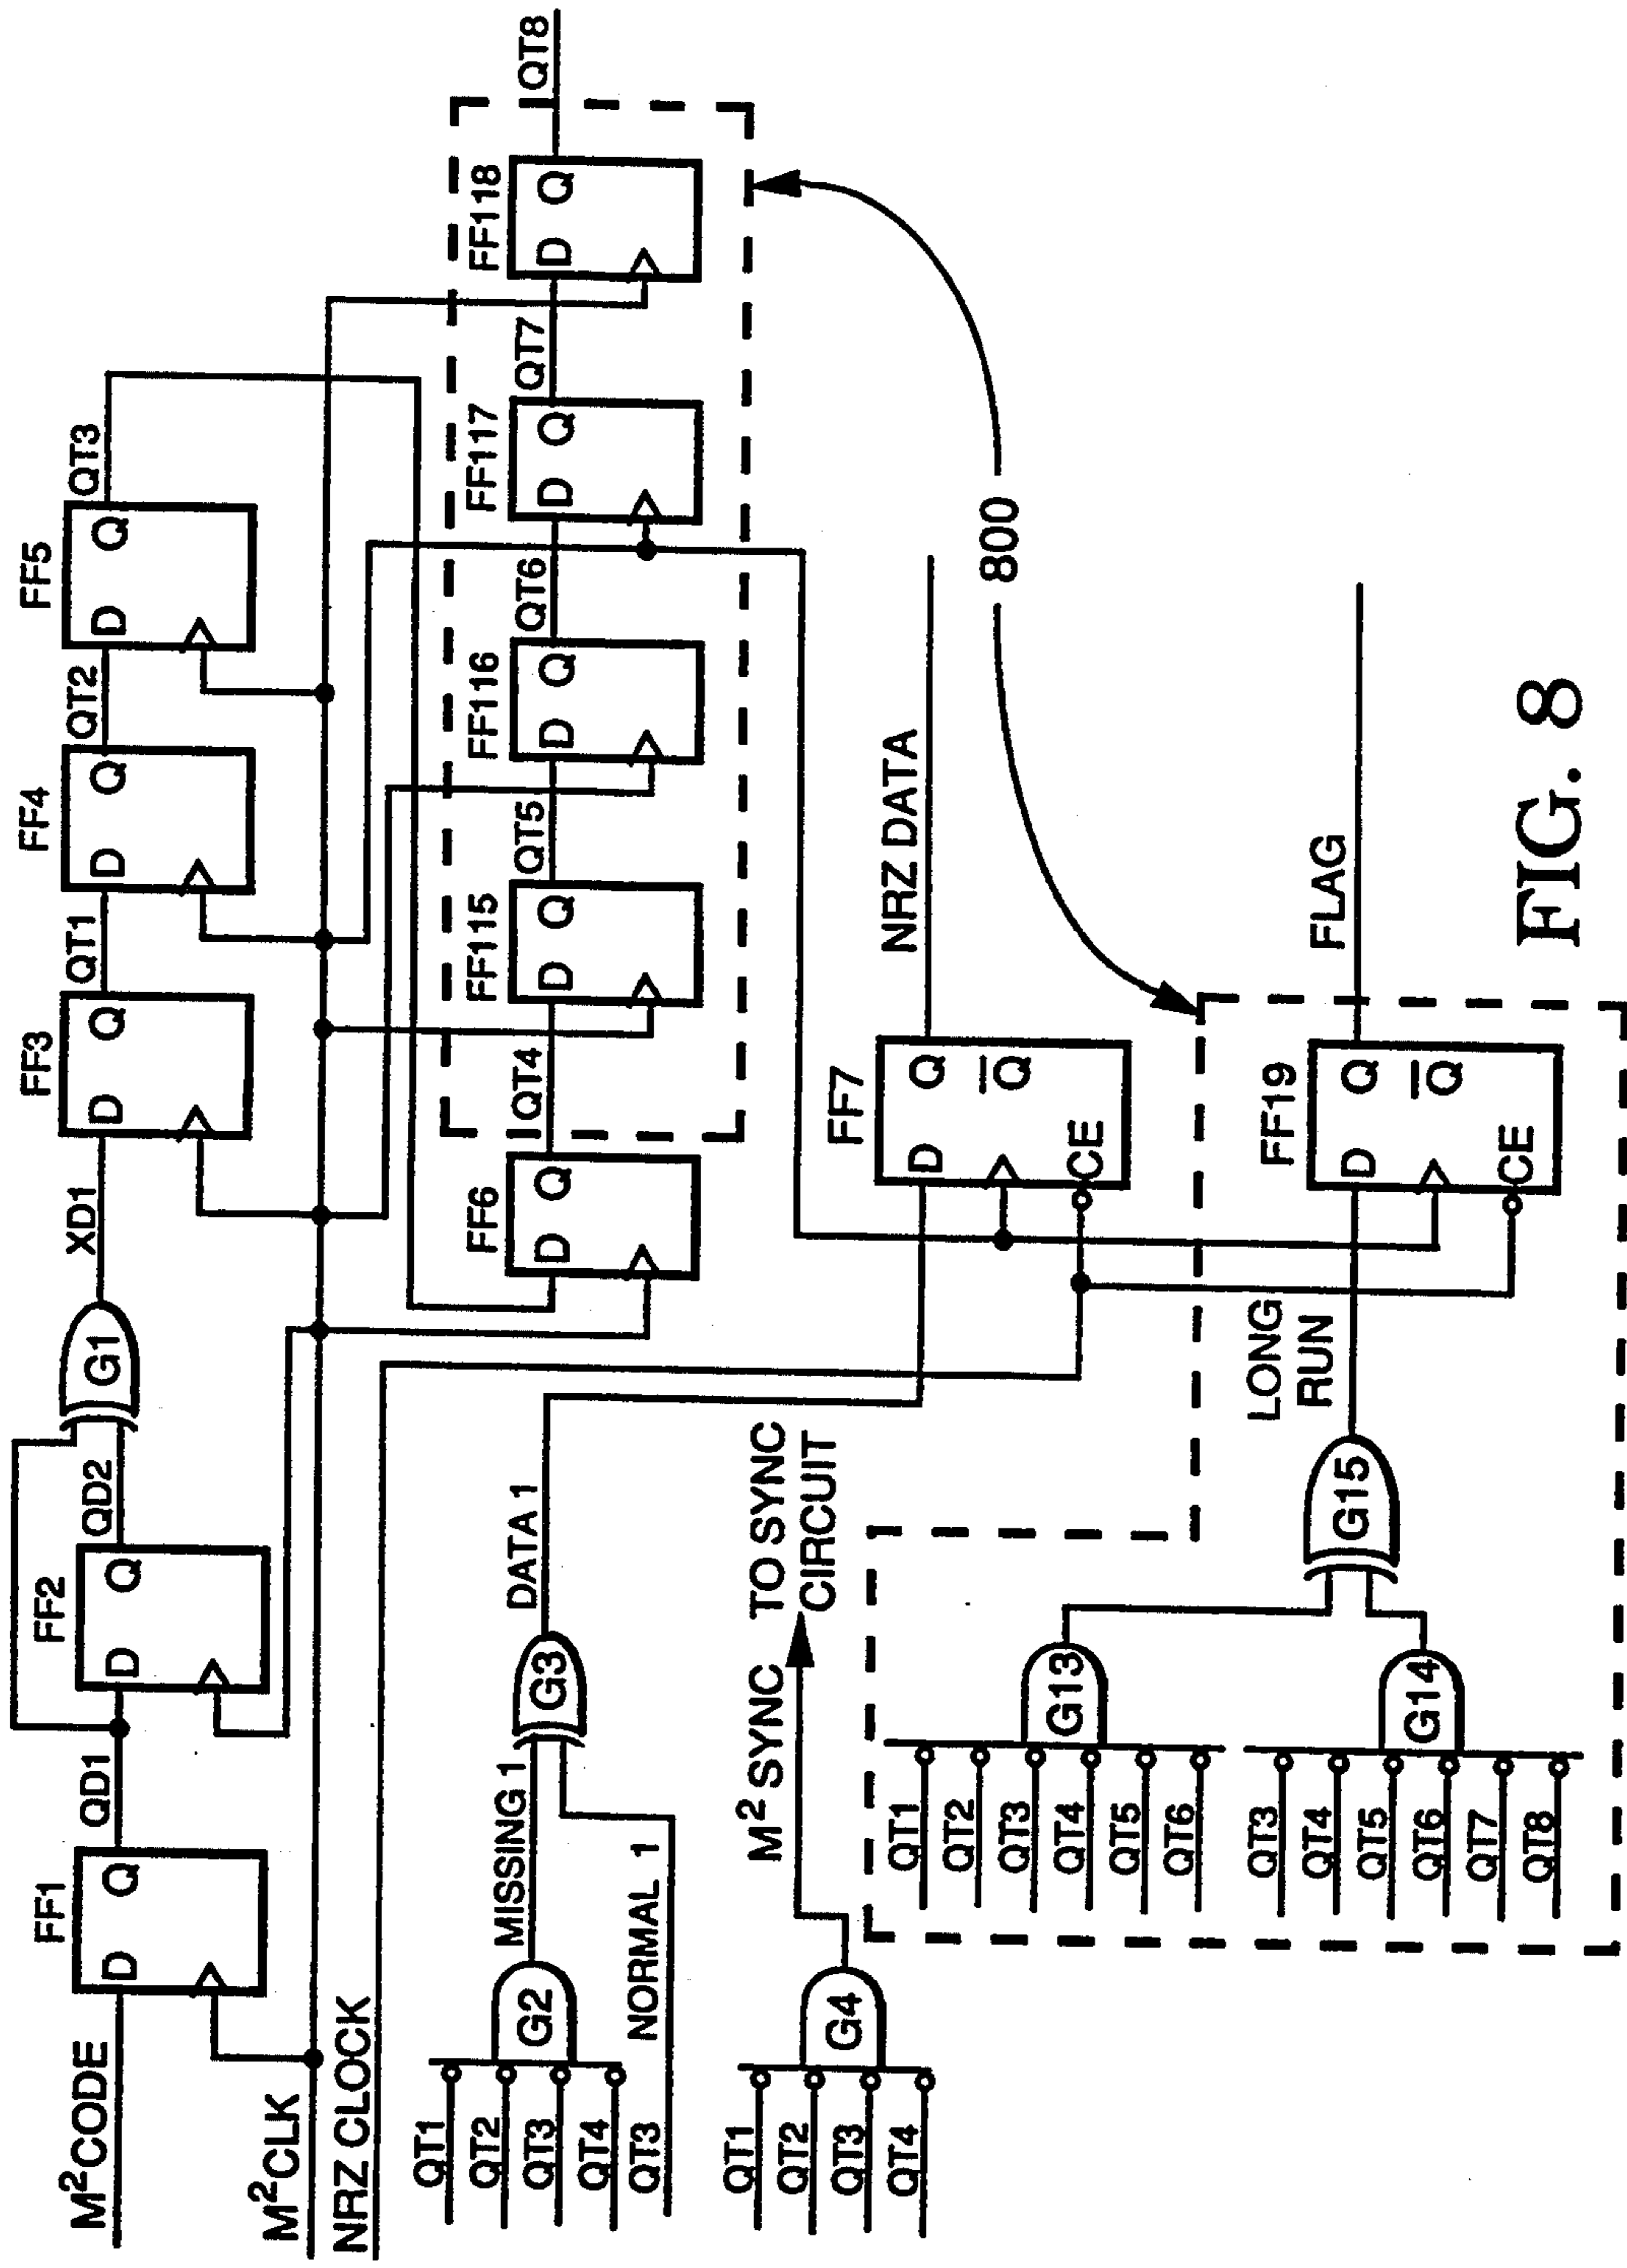 FF1
FF2
FF3
FF4
FF5
M²CODE
D Q
QD1
D Q
QD2
G1
XD1
D Q
QT1
D Q
QT2
D Q
QT3
M²CLK
NRZ CLOCK
FF6
FF115
FF116
FF117
FF118
D Q
QT4
D Q
QT5
D Q
QT6
D Q
QT7
D Q
QT8
QT1
QT2
QT3
QT4
QT3
G2
MISSING 1
NORMAL 1
G3
DATA 1
FF7
D Q
Q
CE
NRZ DATA
800
QT1
QT2
QT3
QT4
G4
M² SYNC
TO SYNC
CIRCUIT
QT1
QT2
QT3
QT4
QT5
QT6
G13
QT3
QT4
QT5
QT6
QT7
QT8
G14
G15
LONG
RUN
FF19
D Q
Q
CE
FLAG
FIG. 8